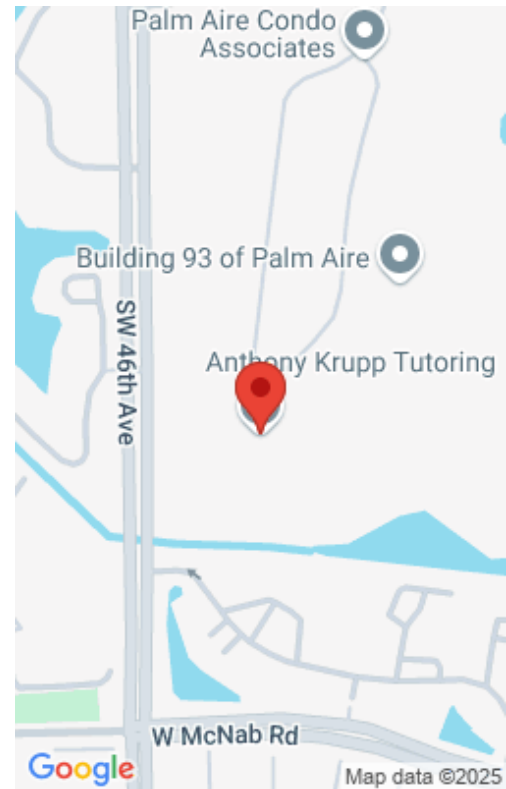 Palm Aire Condo
Associates
Building 93 of Palm Aire
SW 46th Ave
Anthony Krupp Tutoring
W McNab Rd
Google
Map data ©2025